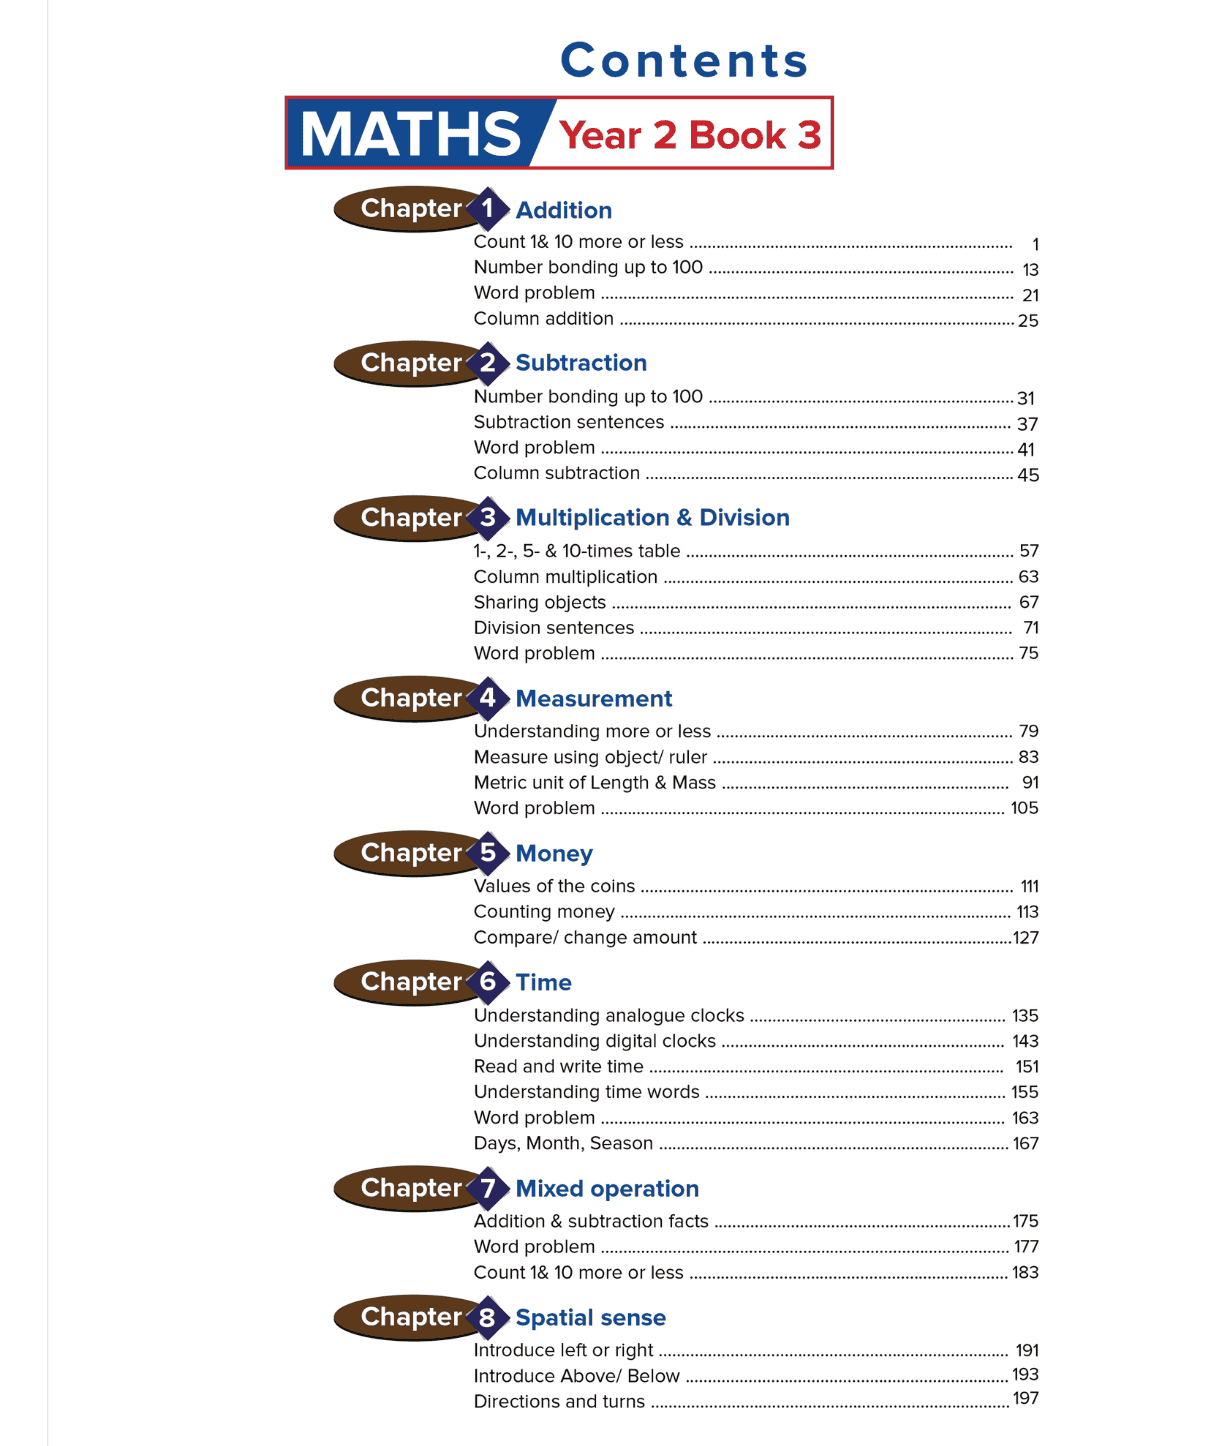 Contents
MATHS Year 2 Book 3
Chapter 1 Addition
Count 1& 10 more or less ........................................................................ 1
Number bonding up to 100 .................................................................... 13
Word problem ............................................................................................ 21
Column addition ........................................................................................ 25
Chapter 2 Subtraction
Number bonding up to 100 .................................................................... 31
Subtraction sentences ............................................................................ 37
Word problem ............................................................................................ 41
Column subtraction .................................................................................. 45
Chapter 3 Multiplication & Division
1-, 2-, 5- & 10-times table ......................................................................... 57
Column multiplication .............................................................................. 63
Sharing objects ......................................................................................... 67
Division sentences ................................................................................... 71
Word problem ............................................................................................ 75
Chapter 4 Measurement
Understanding more or less .................................................................. 79
Measure using object/ ruler ................................................................... 83
Metric unit of Length & Mass ................................................................ 91
Word problem .......................................................................................... 105
Chapter 5 Money
Values of the coins ................................................................................... 111
Counting money ....................................................................................... 113
Compare/ change amount ..................................................................... 127
Chapter 6 Time
Understanding analogue clocks ......................................................... 135
Understanding digital clocks ............................................................... 143
Read and write time ............................................................................... 151
Understanding time words ................................................................... 155
Word problem .......................................................................................... 163
Days, Month, Season .............................................................................. 167
Chapter 7 Mixed operation
Addition & subtraction facts .................................................................. 175
Word problem ........................................................................................... 177
Count 1& 10 more or less ....................................................................... 183
Chapter 8 Spatial sense
Introduce left or right .............................................................................. 191
Introduce Above/ Below ........................................................................ 193
Directions and turns ................................................................................ 197